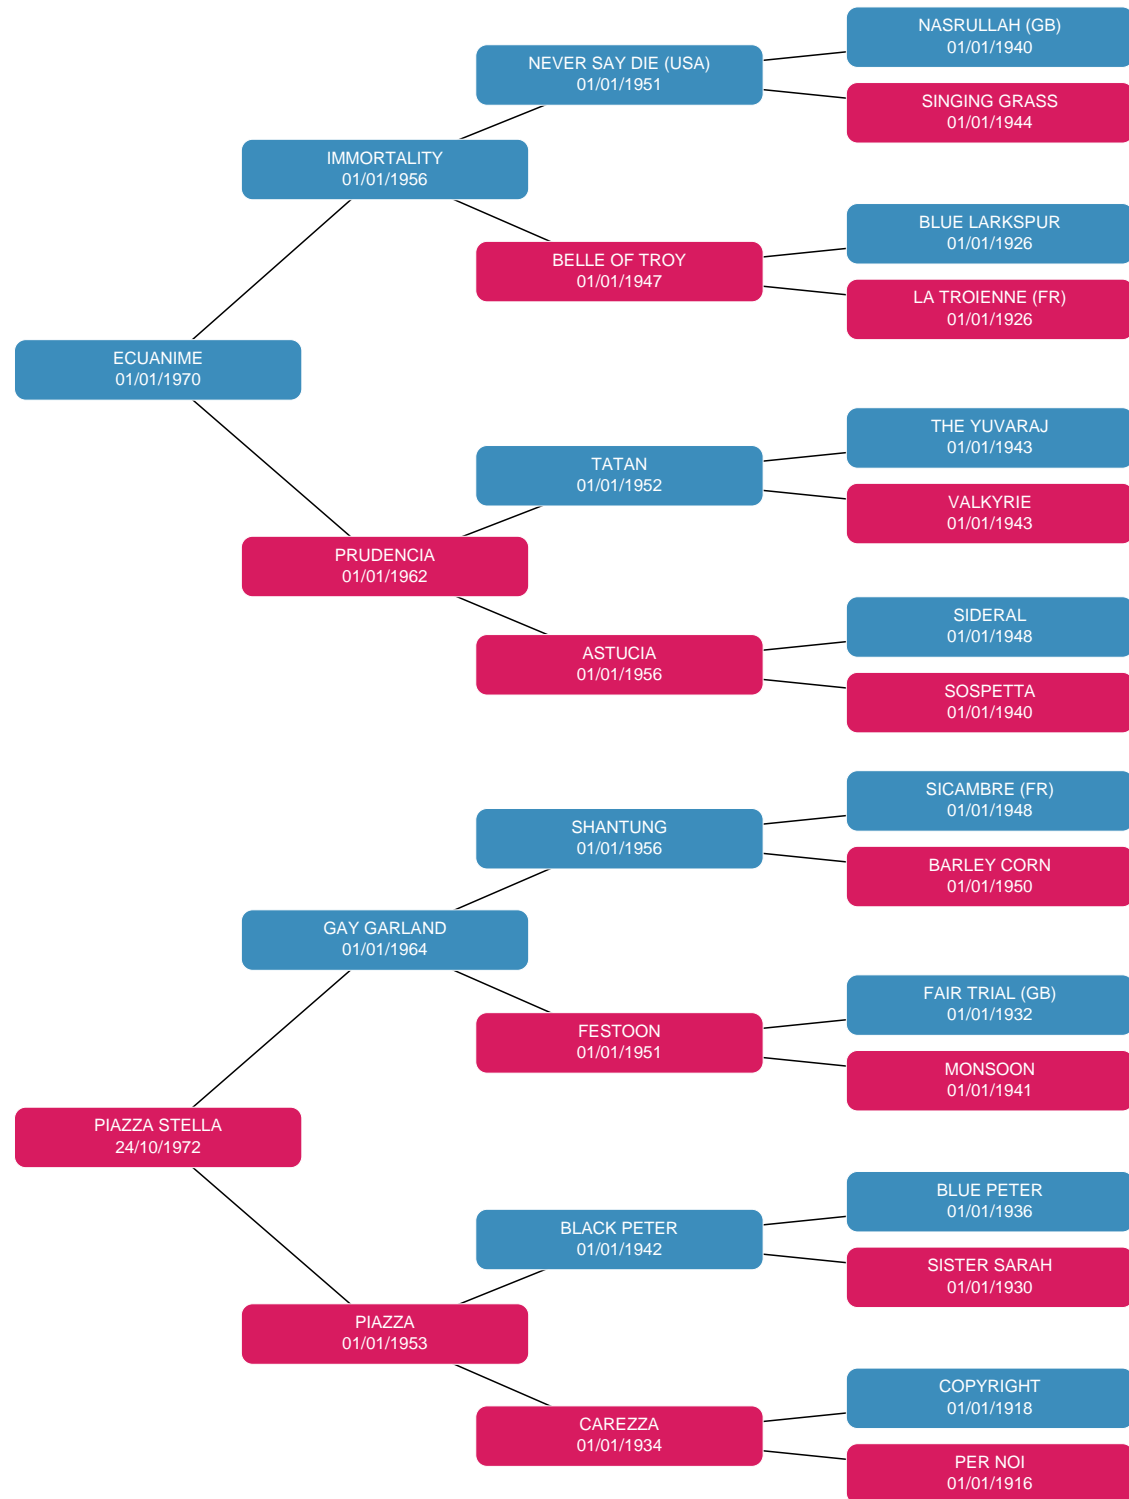 NASRULLAH (GB)
01/01/1940
NEVER SAY DIE (USA)
01/01/1951
SINGING GRASS
01/01/1944
IMMORTALITY
01/01/1956
BLUE LARKSPUR
01/01/1926
BELLE OF TROY
01/01/1947
LA TROIENNE (FR)
01/01/1926
ECUANIME
01/01/1970
THE YUVARAJ
01/01/1943
TATAN
01/01/1952
VALKYRIE
01/01/1943
PRUDENCIA
01/01/1962
SIDERAL
01/01/1948
ASTUCIA
01/01/1956
SOSPETTA
01/01/1940
SICAMBRE (FR)
01/01/1948
SHANTUNG
01/01/1956
BARLEY CORN
01/01/1950
GAY GARLAND
01/01/1964
FAIR TRIAL (GB)
01/01/1932
FESTOON
01/01/1951
MONSOON
01/01/1941
PIAZZA STELLA
24/10/1972
BLUE PETER
01/01/1936
BLACK PETER
01/01/1942
SISTER SARAH
01/01/1930
PIAZZA
01/01/1953
COPYRIGHT
01/01/1918
CAREZZA
01/01/1934
PER NOI
01/01/1916